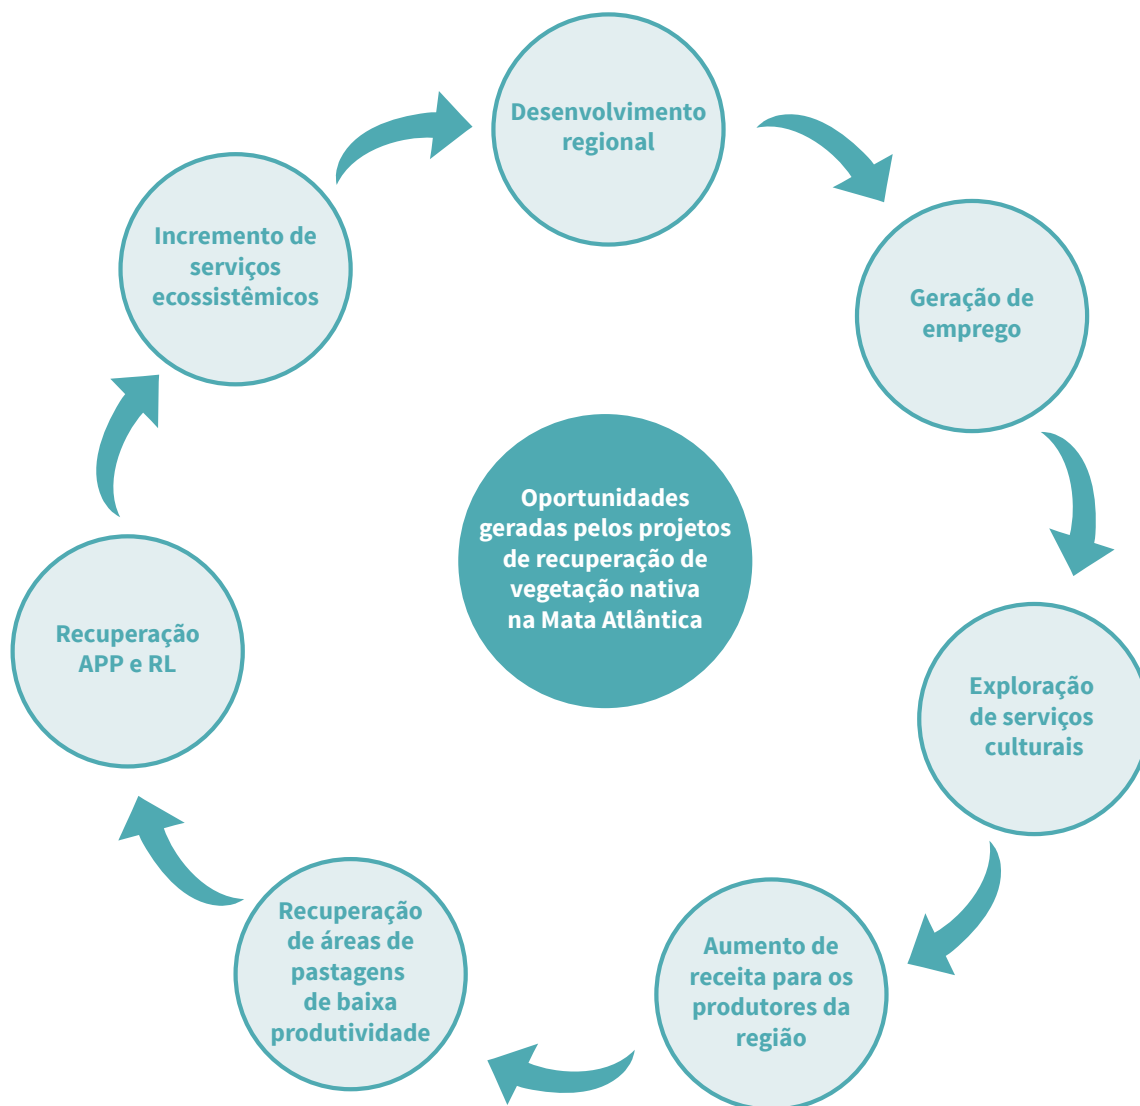 Desenvolvimento
regional
Geração de
emprego
Exploração
de serviços
culturais
Aumento de
receita para os
produtores da
região
Recuperação
de áreas de
pastagens
de baixa
produtividade
Recuperação
APP e RL
Incremento de
serviços
ecossistêmicos
Oportunidades
geradas pelos projetos
de recuperação de
vegetação nativa
na Mata Atlântica